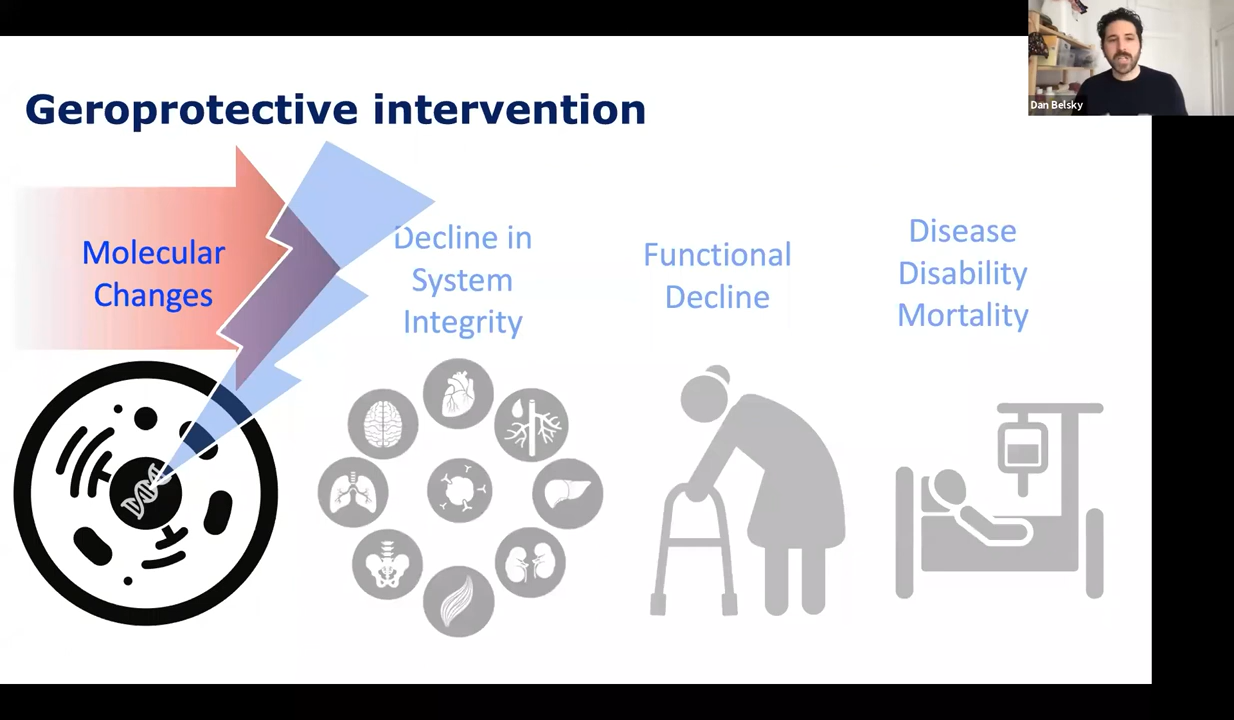 Geroprotective intervention
Dan Belsky
Molecular
Changes
Decline in
System
Integrity
Functional
Decline
Disease
Disability
Mortality